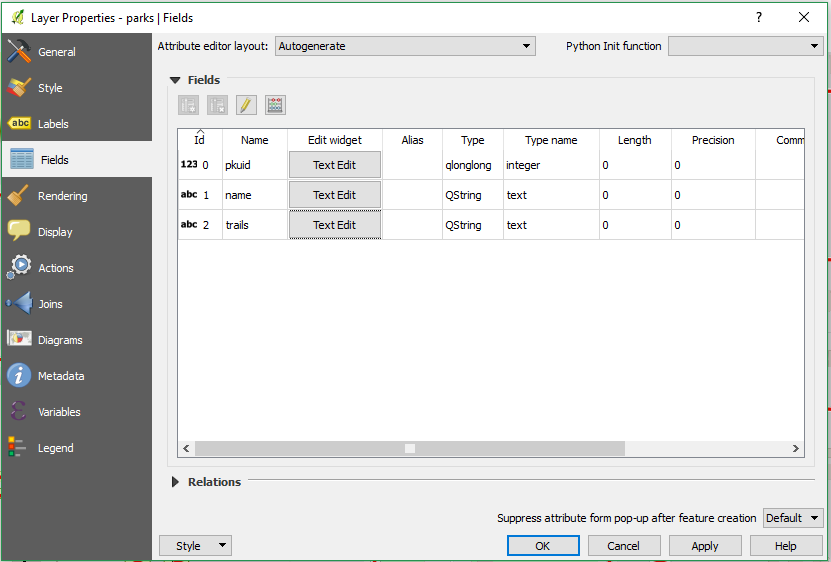 Layer Properties - parks | Fields
?
General
Style
abc Labels
Fields
Rendering
Display
Actions
Joins
Diagrams
Metadata
Variables
Legend
Attribute editor layout: Autogenerate Python Init function
Fields
Id Name Edit widget Alias Type Type name Length Precision Comm
123 0 pkuid Text Edit qlonglong integer 0 0
abc 1 name Text Edit QString text 0 0
abc 2 trails Text Edit QString text 0 0
Relations
Suppress attribute form pop-up after feature creation Default
Style OK Cancel Apply Help